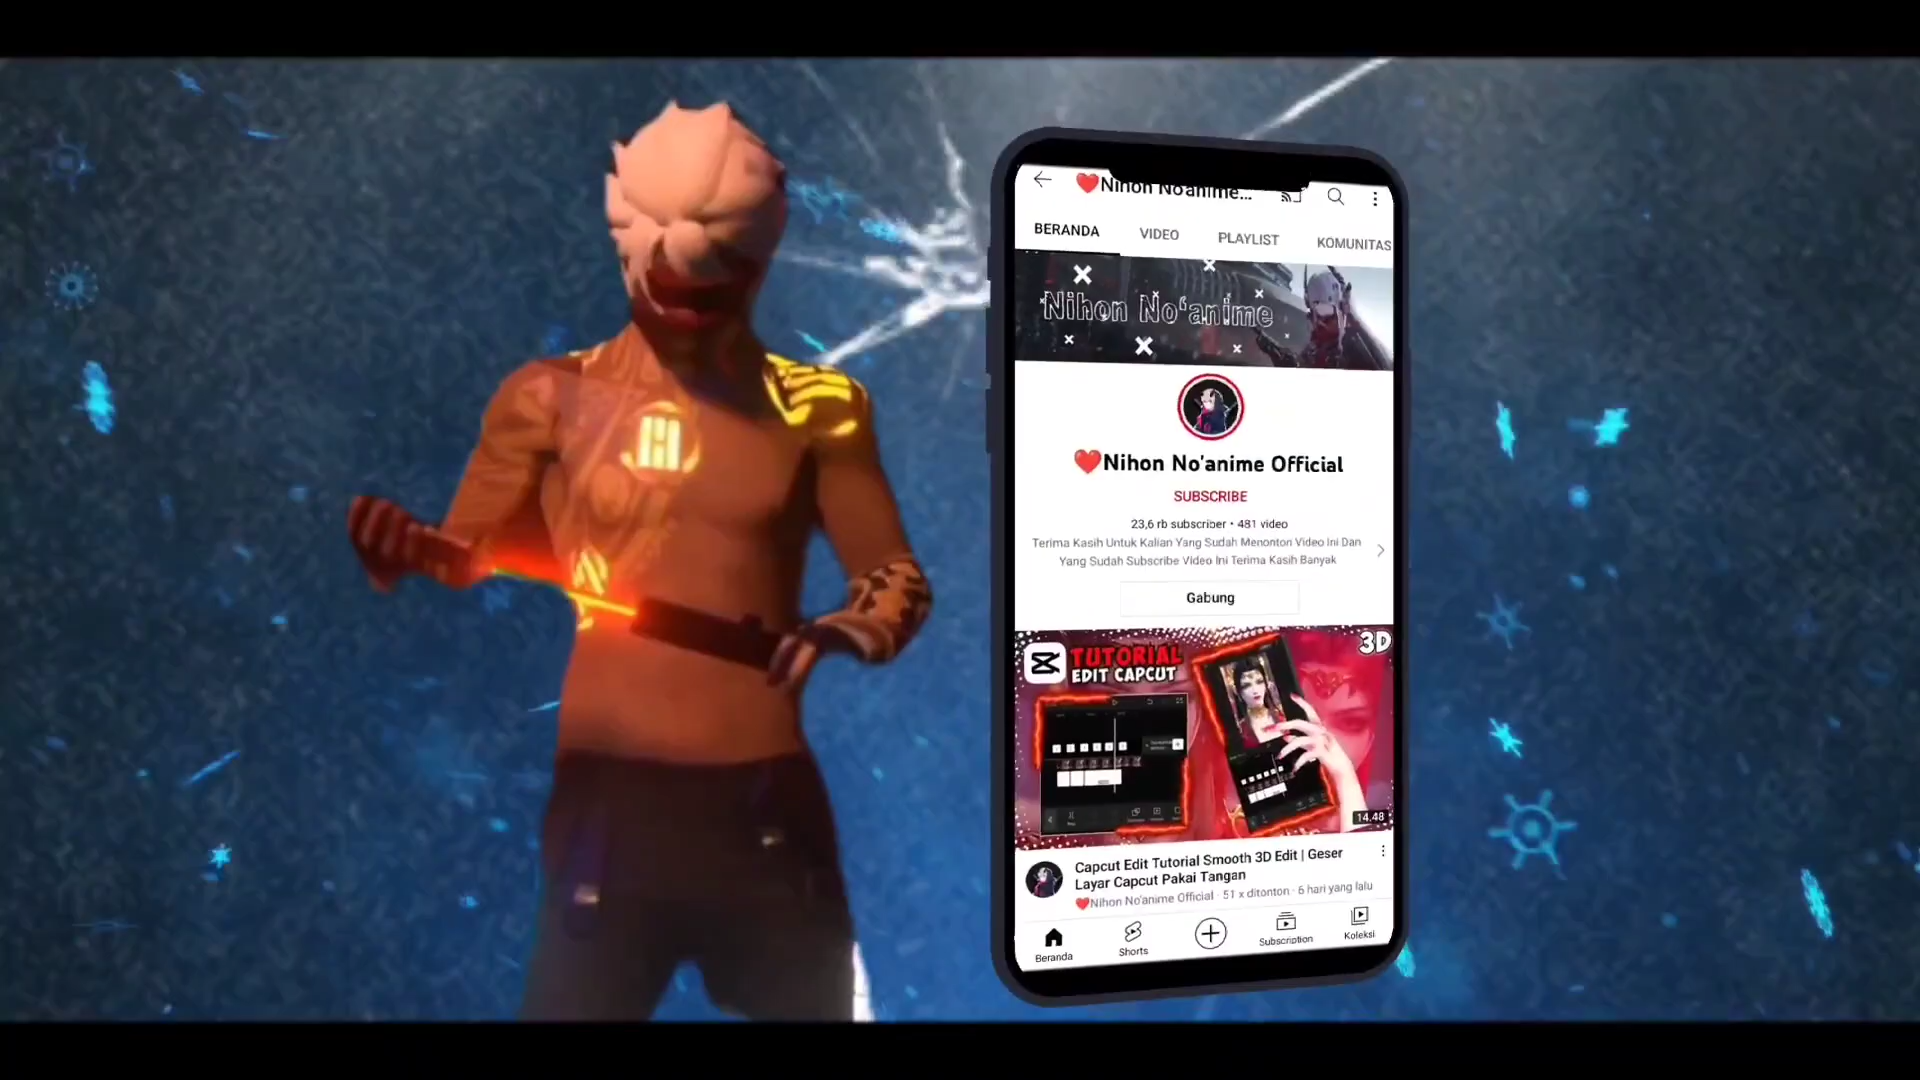 ❤️Nihon No'anime...
BERANDA VIDEO PLAYLIST KOMUNITAS
Nihon No'anime
❤️Nihon No'anime Official
SUBSCRIBE
23,6 rb subscriber • 481 video
Terima Kasih Untuk Kalian Yang Sudah Menonton Video Ini Dan
Yang Sudah Subscribe Video Ini Terima Kasih Banyak
Gabung
3D
TUTORIAL
EDIT CAPCUT
14.48
Capcut Edit Tutorial Smooth 3D Edit | Geser
Layar Capcut Pakai Tangan
❤️Nihon No'anime Official · 51 x ditonton · 6 hari yang lalu
Beranda Shorts Subscription Koleksi